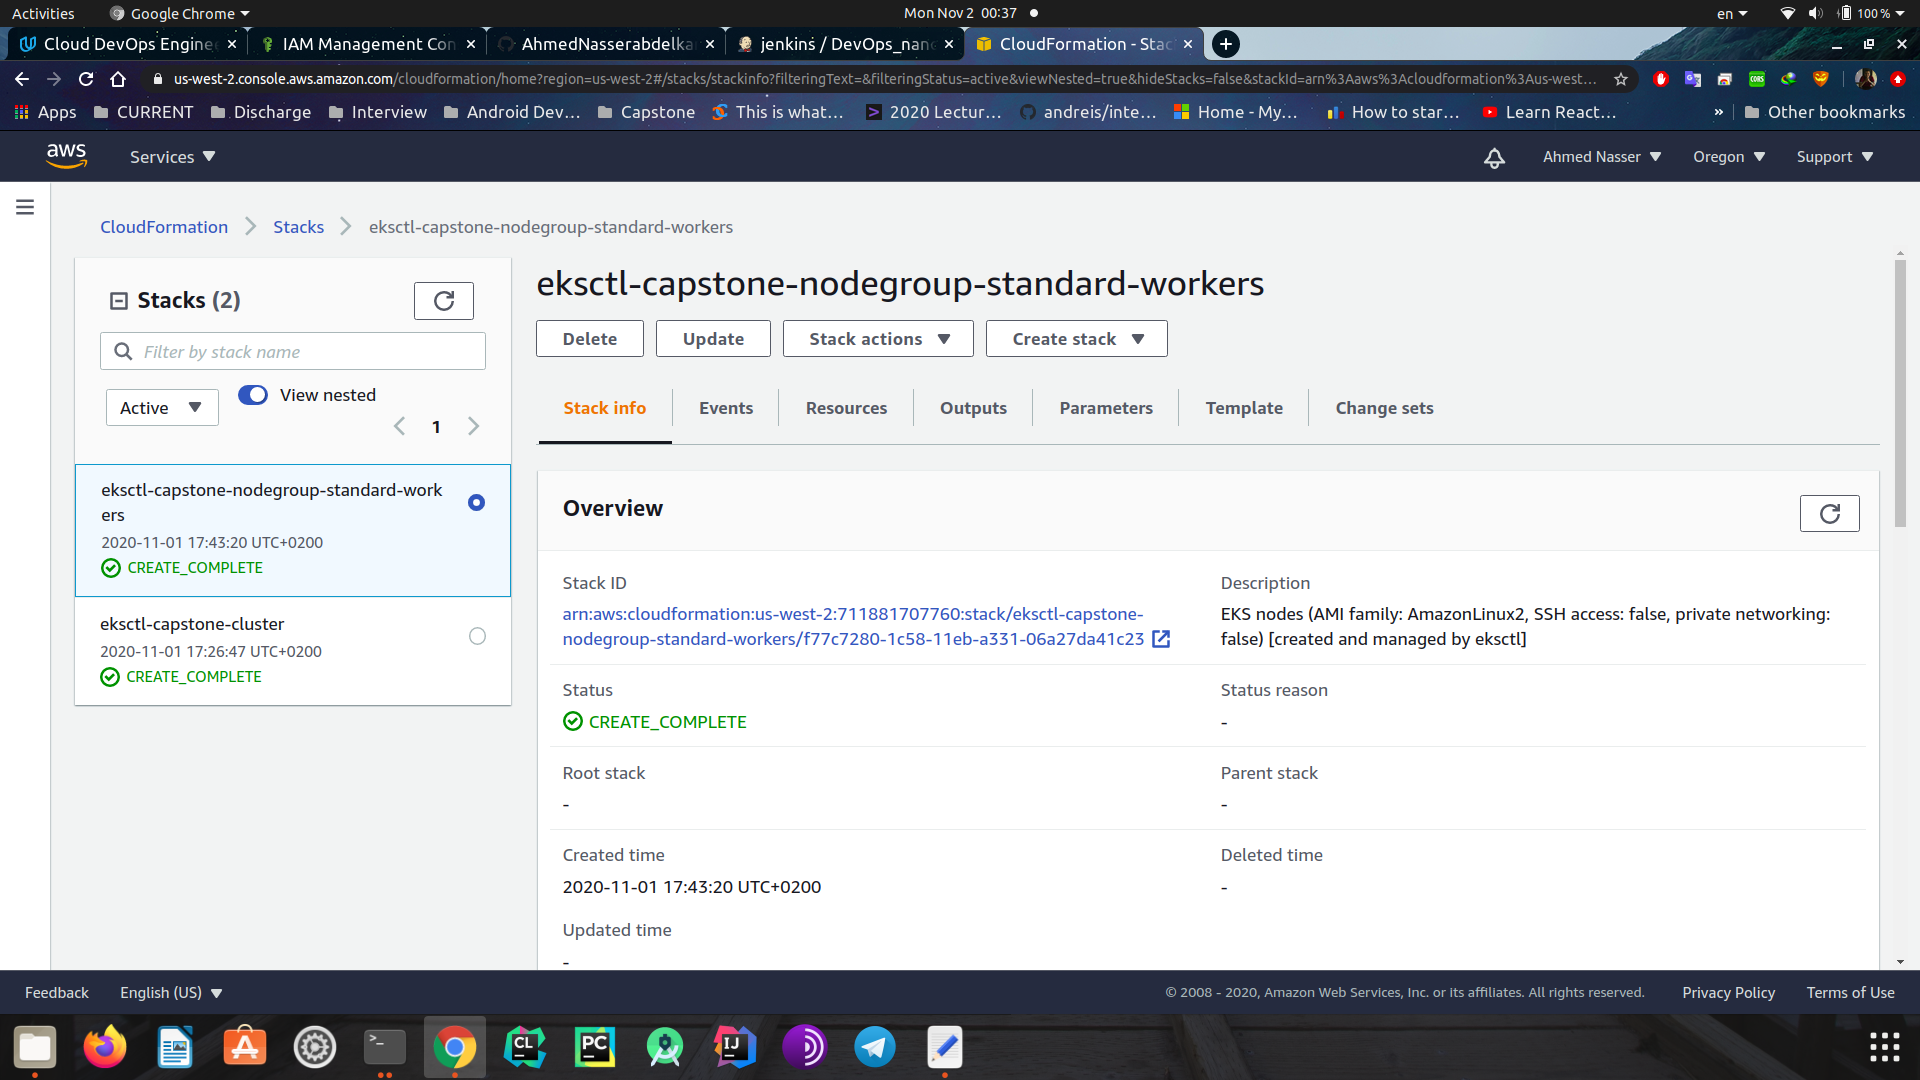 Activities
Google Chrome
Mon Nov 2 00:37
en
100 %
Cloud DevOps Engine
IAM Management Con
AhmedNasserabdelka
jenkins / DevOps_nan
CloudFormation - Stac
us-west-2.console.aws.amazon.com/cloudformation/home?region=us-west-2#/stacks/stackinfo?filteringText=&filteringStatus=active&viewNested=true&hideStacks=false&stackId=arn%3Aaws%3Acloudformation%3Aus-west...
Apps
CURRENT
Discharge
Interview
Android Dev...
Capstone
This is what...
2020 Lectur...
andreis/inte...
Home - My...
How to star...
Learn React...
»
Other bookmarks
aws
Services
Ahmed Nasser
Oregon
Support
CloudFormation
Stacks
eksctl-capstone-nodegroup-standard-workers
Stacks (2)
Filter by stack name
Active
View nested
1
eksctl-capstone-nodegroup-standard-work
ers
2020-11-01 17:43:20 UTC+0200
CREATE_COMPLETE
eksctl-capstone-cluster
2020-11-01 17:26:47 UTC+0200
CREATE_COMPLETE
eksctl-capstone-nodegroup-standard-workers
Delete
Update
Stack actions
Create stack
Stack info
Events
Resources
Outputs
Parameters
Template
Change sets
Overview
Stack ID
arn:aws:cloudformation:us-west-2:711881707760:stack/eksctl-capstone-
nodegroup-standard-workers/f77c7280-1c58-11eb-a331-06a27da41c23
Description
EKS nodes (AMI family: AmazonLinux2, SSH access: false, private networking:
false) [created and managed by eksctl]
Status
CREATE_COMPLETE
Status reason
-
Root stack
-
Parent stack
-
Created time
2020-11-01 17:43:20 UTC+0200
Deleted time
-
Updated time
-
Feedback
English (US)
© 2008 - 2020, Amazon Web Services, Inc. or its affiliates. All rights reserved.
Privacy Policy
Terms of Use
>_
CL
PC
IJ